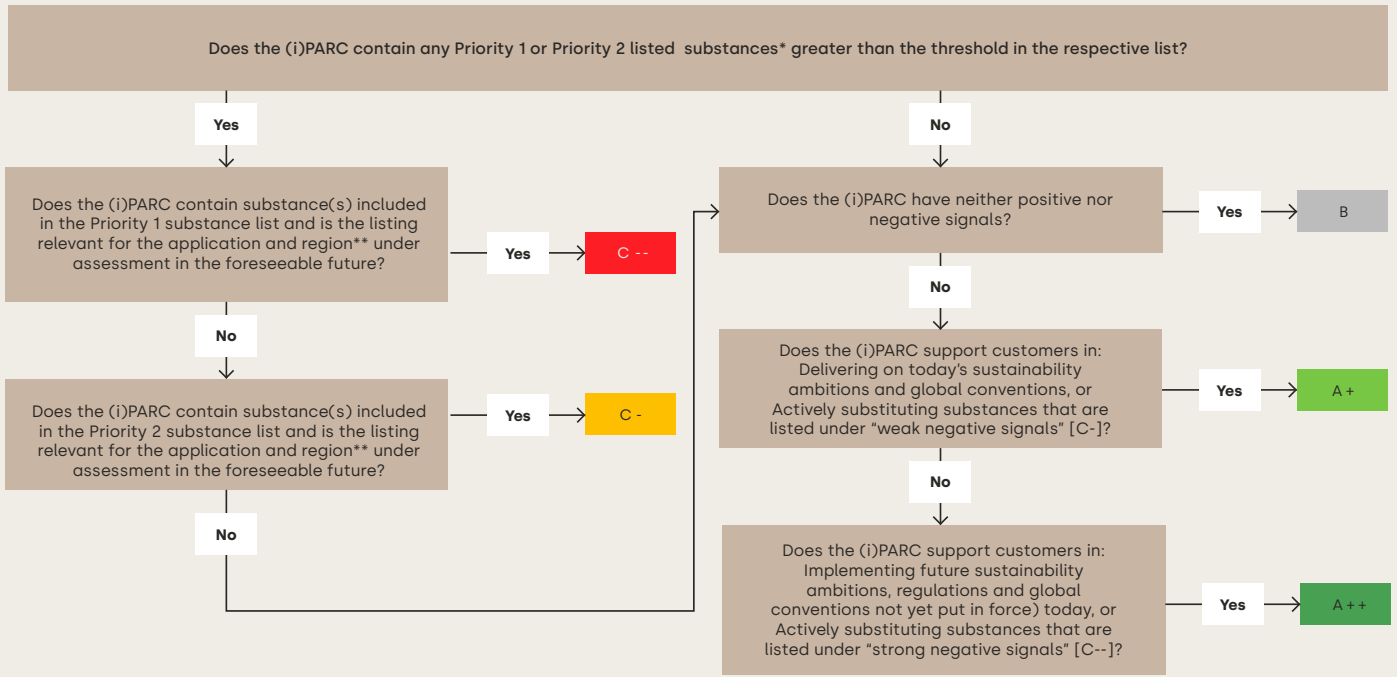 Does the (i)PARC contain any Priority 1 or Priority 2 listed substances* greater than the threshold in the respective list?
Yes
No
Does the (i)PARC contain substance(s) included
in the Priority 1 substance list and is the listing
relevant for the application and region** under
assessment in the foreseeable future?
Yes
C --
No
Does the (i)PARC contain substance(s) included
in the Priority 2 substance list and is the listing
relevant for the application and region** under
assessment in the foreseeable future?
Yes
C -
No
Does the (i)PARC have neither positive nor
negative signals?
Yes
B
No
Does the (i)PARC support customers in:
Delivering on today's sustainability
ambitions and global conventions, or
Actively substituting substances that are
listed under “weak negative signals” [C-]?
Yes
A +
No
Does the (i)PARC support customers in:
Implementing future sustainability
ambitions, regulations and global
conventions not yet put in force) today, or
Actively substituting substances that are
listed under “strong negative signals” [C--]?
Yes
A + +